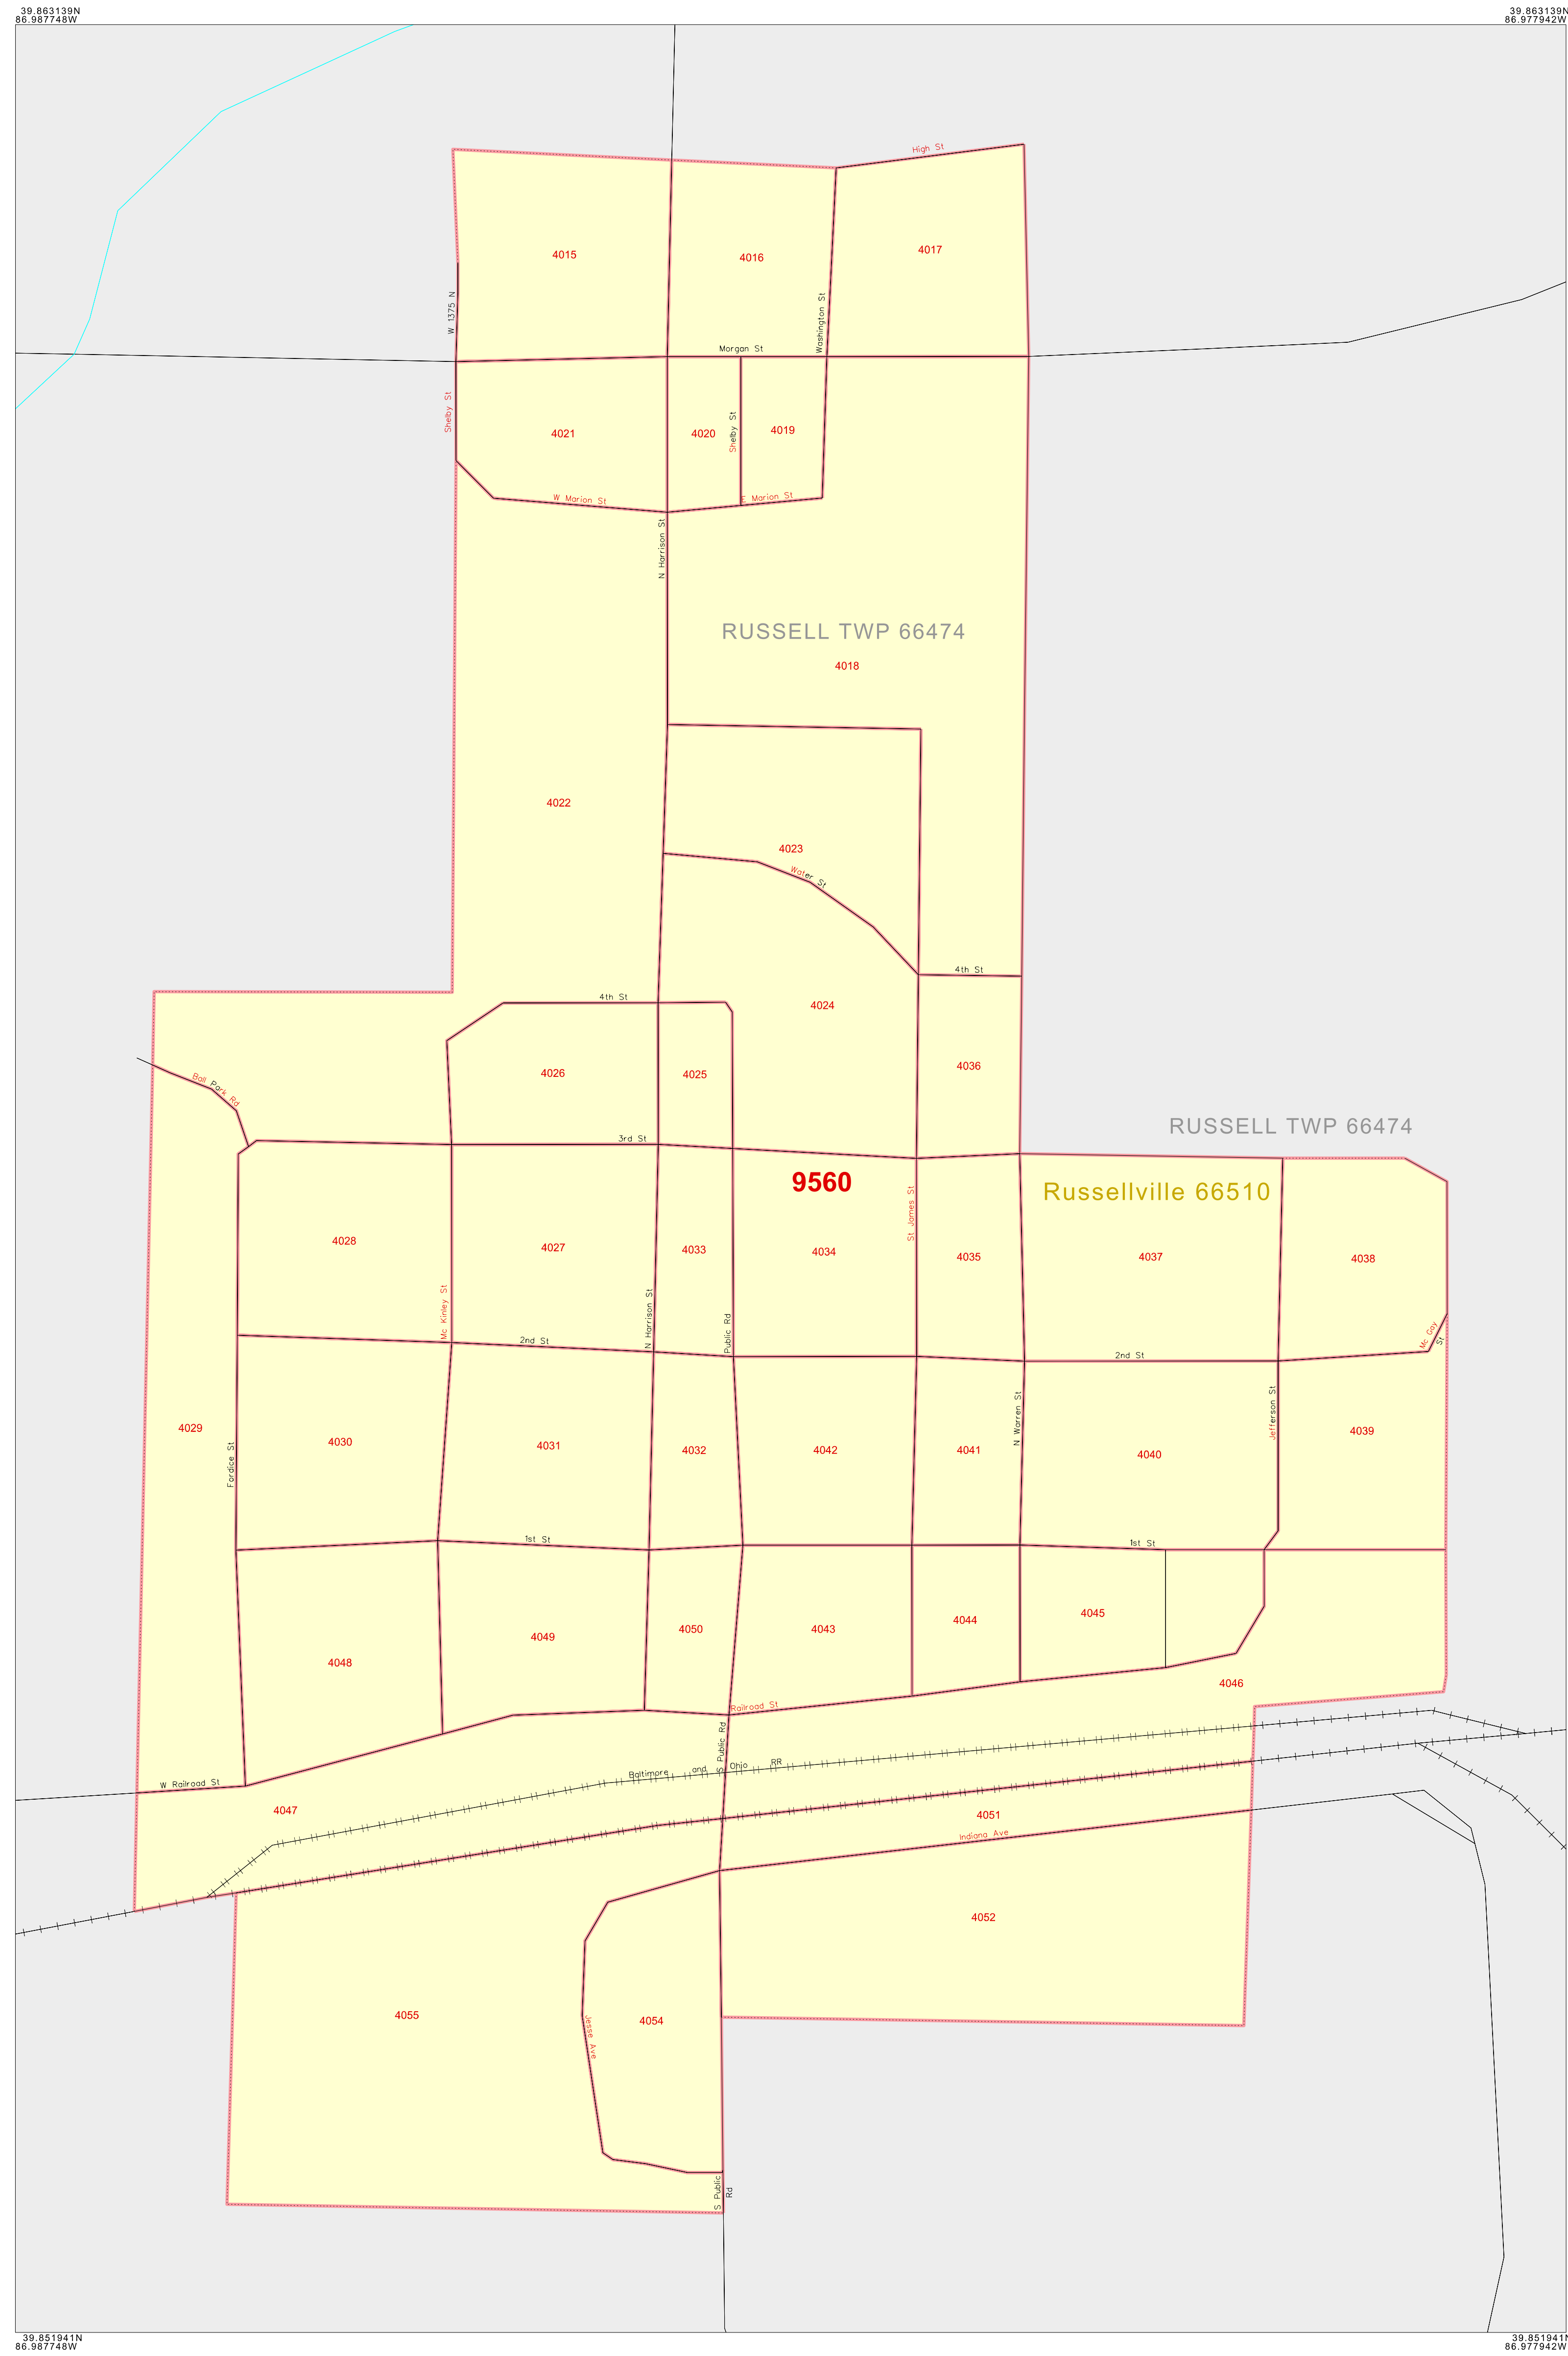 39.863139N
86.987748W
39.863139N
86.977942W
High St
4015
4016
4017
W 1375 N
Washington St
Morgan St
Shelby St
4021
4020
Shelby St
4019
W Marion St
E Marion St
N Harrison St
RUSSELL TWP 66474
4018
4022
4023
Water St
4th St
4th St
4024
4026
4025
4036
Ball Park Rd
3rd St
RUSSELL TWP 66474
9560
Russellville 66510
St James St
4028
4027
4033
4034
4035
4037
4038
Mc Kinley St
N Harrison St
Public Rd
2nd St
2nd St
Mc Gay
St
4029
4030
Fordice St
4031
4032
4042
4041
N Warren St
4040
Jefferson St
4039
1st St
1st St
4048
4049
4050
4043
4044
4045
4046
Railroad St
S Public Rd
W Railroad St
Baltimore and Ohio RR
4047
4051
Indiana Ave
4052
4055
4054
Jesse Ave
S Public
Rd
39.851941N
86.987748W
39.851941N
86.977942W